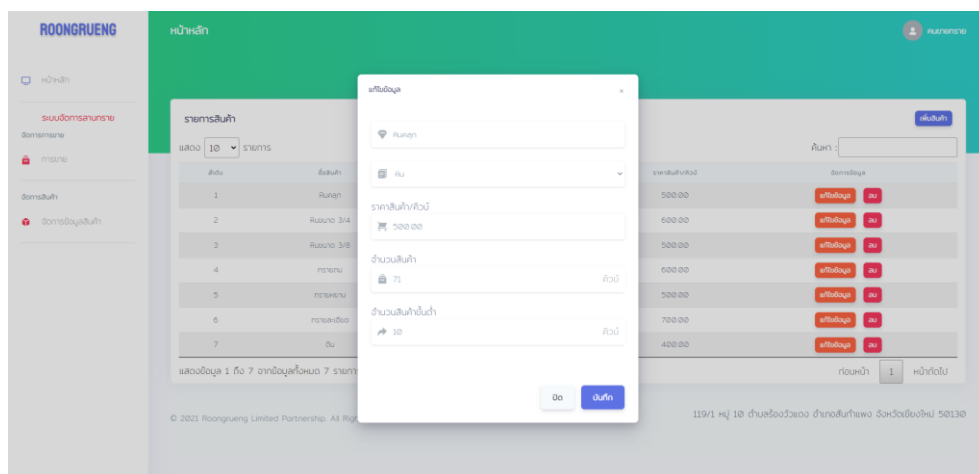 ROONGRUENG
หน้าหลัก
คนขายทราย
หน้าหลัก
ระบบจัดการลานทราย
จัดการการขาย
การขาย
จัดการสินค้า
จัดการข้อมูลสินค้า
รายการสินค้า
เพิ่มสินค้า
แสดง 10 รายการ
ค้นหา :
ลำดับ ชื่อสินค้า ราคาสินค้า/คิวบ์ จัดการข้อมูล
1 หินคลุก 500.00 แก้ไขข้อมูล ลบ
2 หินขนาด 3/4 600.00 แก้ไขข้อมูล ลบ
3 หินขนาด 3/8 500.00 แก้ไขข้อมูล ลบ
4 ทรายถม 600.00 แก้ไขข้อมูล ลบ
5 ทรายหยาบ 500.00 แก้ไขข้อมูล ลบ
6 ทรายละเอียด 700.00 แก้ไขข้อมูล ลบ
7 ดิน 400.00 แก้ไขข้อมูล ลบ
แสดงข้อมูล 1 ถึง 7 จากข้อมูลทั้งหมด 7 รายกา
ก่อนหน้า 1 หน้าถัดไป
© 2021 Roongrueng Limited Partnership. All Righ
119/1 หมู่ 10 ตำบลร้องวัวแดง อำเภอสันกำแพง จังหวัดเชียงใหม่ 50130
แก้ไขข้อมูล ×
หินคลุก
หิน
ราคาสินค้า/คิวบ์
500.00
จำนวนสินค้า
71 คิวบ์
จำนวนสินค้าขั้นต่ำ
10 คิวบ์
ปิด บันทึก